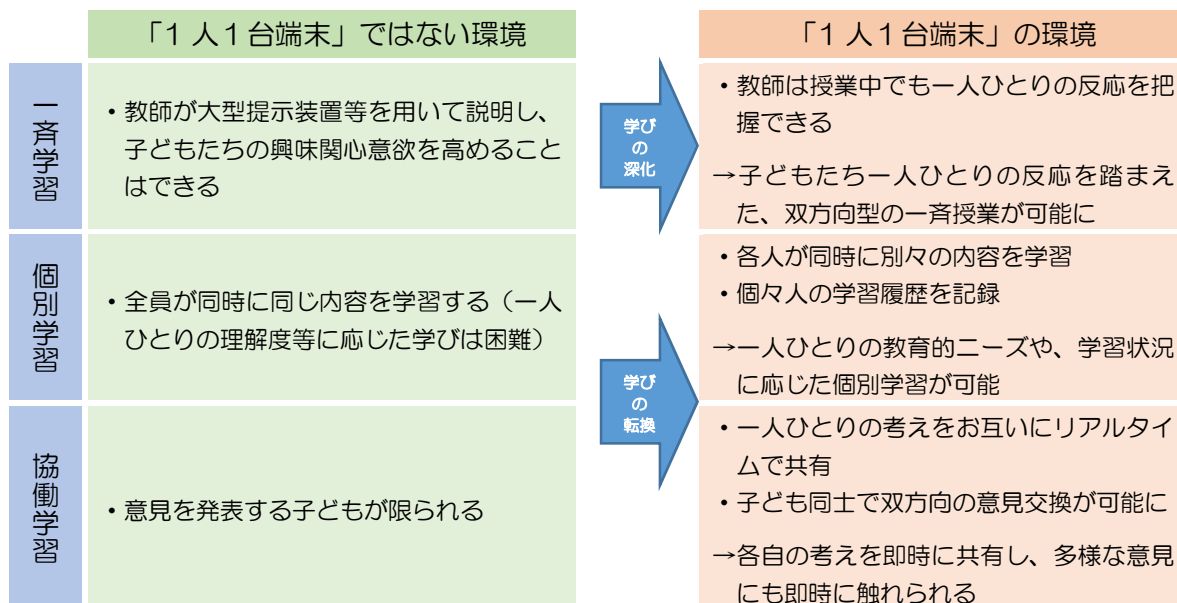 「1人1台端末」ではない環境
「1人1台端末」の環境
一斉学習
・教師が大型提示装置等を用いて説明し、
子どもたちの興味関心意欲を高めること
はできる
学び
の
深化
・教師は授業中でも一人ひとりの反応を把
握できる
→子どもたち一人ひとりの反応を踏まえ
た、双方向型の一斉授業が可能に
個別学習
・全員が同時に同じ内容を学習する（一人
ひとりの理解度等に応じた学びは困難）
・各人が同時に別々の内容を学習
・個々人の学習履歴を記録
→一人ひとりの教育的ニーズや、学習状況
に応じた個別学習が可能
学び
の
転換
協働学習
・意見を発表する子どもが限られる
・一人ひとりの考えをお互いにリアルタイ
ムで共有
・子ども同士で双方向の意見交換が可能に
→各自の考えを即時に共有し、多様な意見
にも即時に触れられる